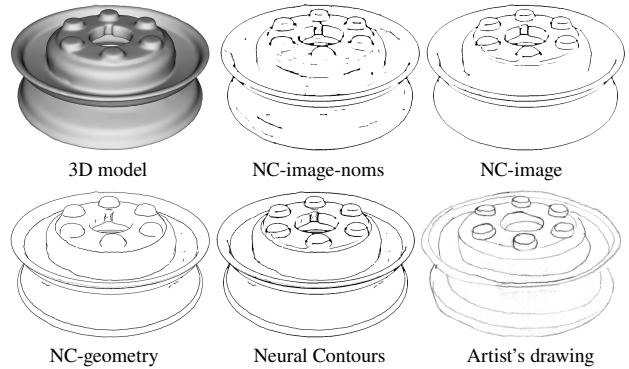 3D model
NC-image-noms
NC-image
NC-geometry
Neural Contours
Artist's drawing